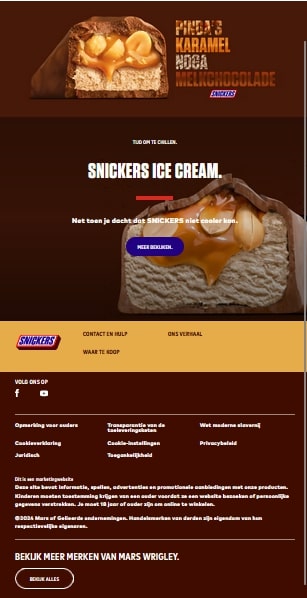 PINDA'S
KARAMEL
NOGA
MELKCHOCOLADE
SNICKERS
TIJD OM TE CHILLEN.
SNICKERS ICE CREAM.
Net toen je dacht dat SNICKERS niet cooler kon.
MEER BEKIJKEN.
SNICKERS
CONTACT EN HULP
ONS VERHAAL
WAAR TE KOOP
VOLG ONS OP
Opmerking voor ouders
Transparantie van de toeleveringsketen
Wet moderne slavernij
Cookieverklaring
Cookie-instellingen
Privacybeleid
Juridisch
Toegankelijkheid
Dit is een marketingwebsite
Deze site bevat informatie, spellen, advertenties en promotionele aanbiedingen met onze producten.
Kinderen moeten toestemming krijgen van een ouder voordat ze een website bezoeken of persoonlijke
gegevens verstrekken. Je moet 18 jaar of ouder zijn om online te winkelen.
©2024 Mars of Gelieerde ondernemingen. Handelsmerken van derden zijn eigendom van hun
respectievelijke eigenaren.
BEKIJK MEER MERKEN VAN MARS WRIGLEY.
BEKIJK ALLES